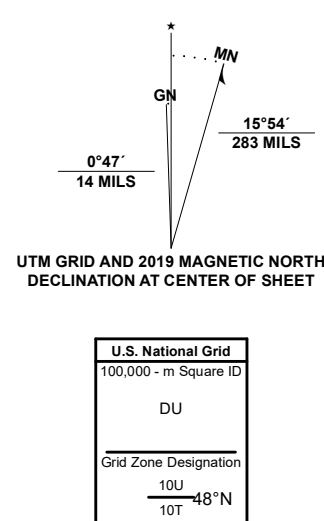 ★
MN
GN
15°54´
283 MILS
0°47´
14 MILS
UTM GRID AND 2019 MAGNETIC NORTH
DECLINATION AT CENTER OF SHEET
U.S. National Grid
100,000 - m Square ID
DU
Grid Zone Designation
10U
48°N
10T